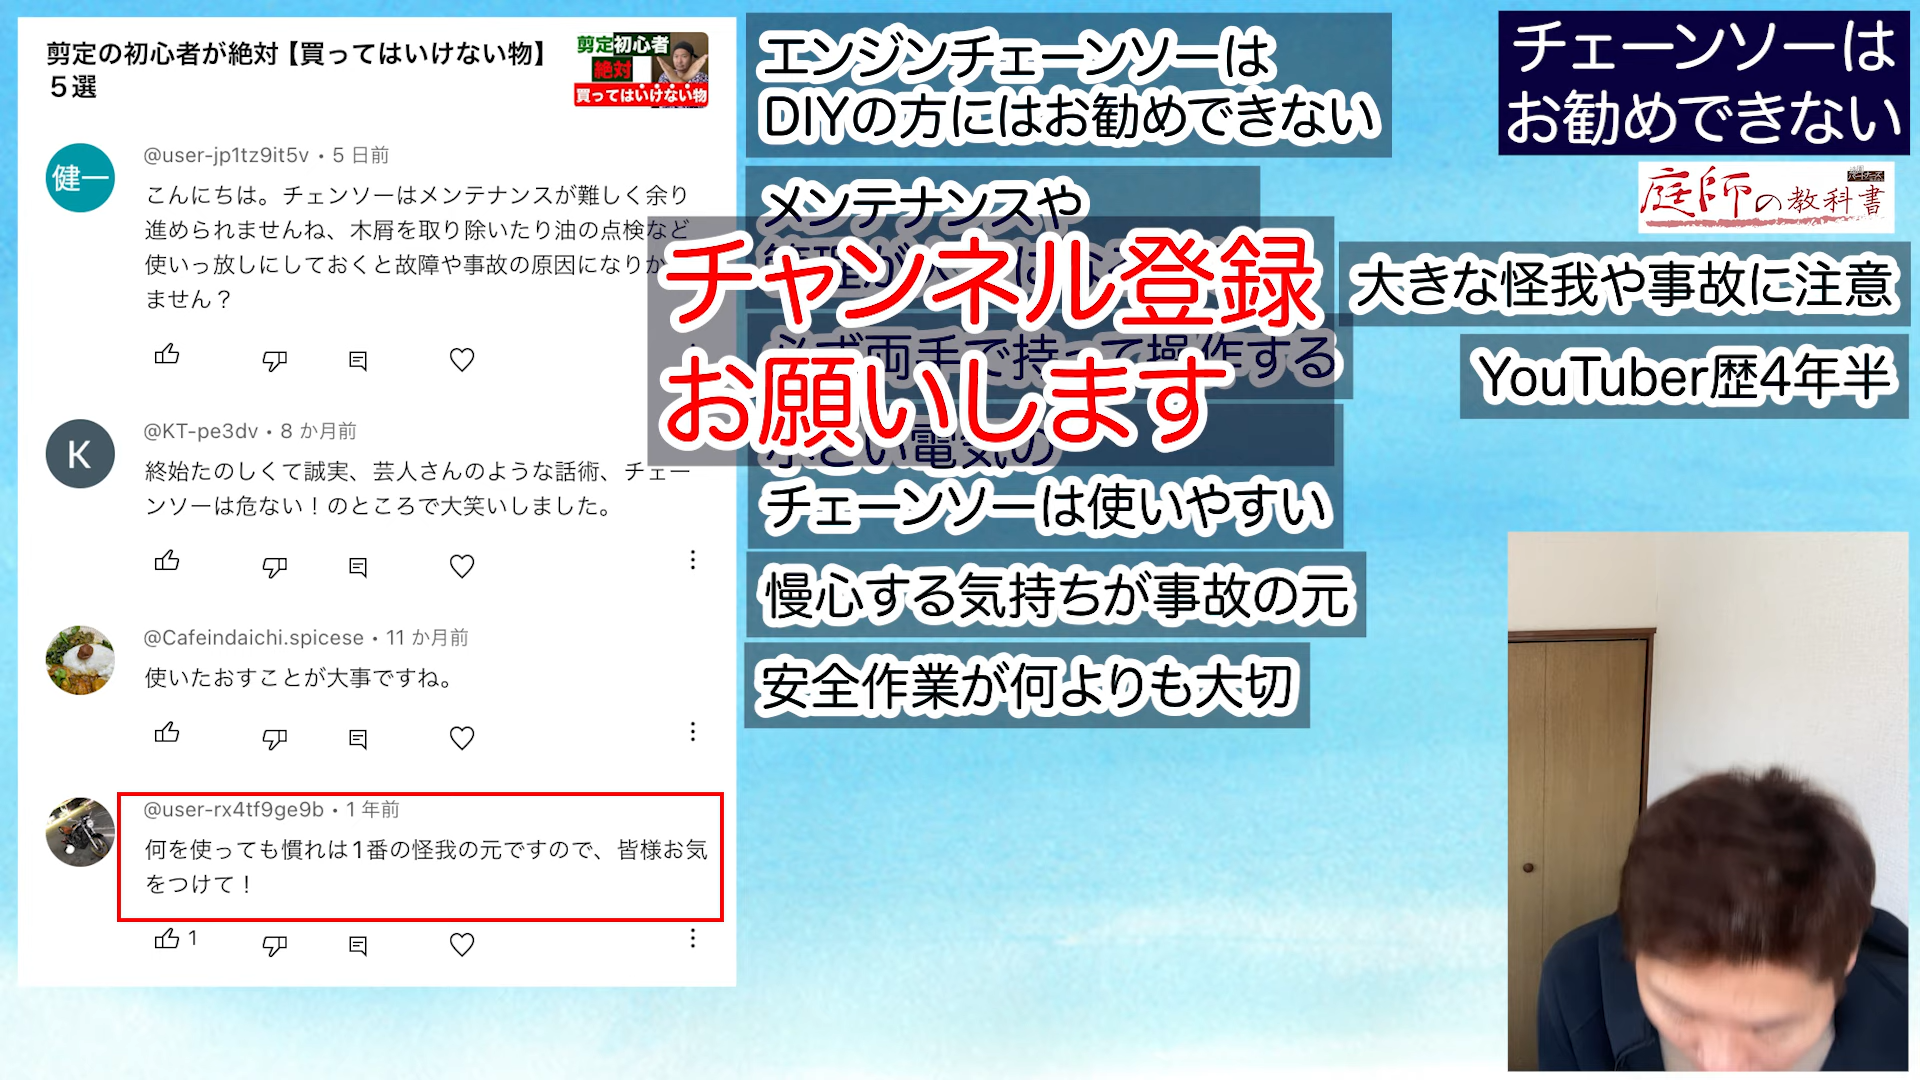 剪定の初心者が絶対【買ってはいけない物】
５選
剪定初心者
絶対
買ってはいけない物
健一
@user-jp1tz9it5v • 5 日前
こんにちは。チェンソーはメンテナンスが難しく余り
進められませんね、木屑を取り除いたり油の点検など
使いっ放しにしておくと故障や事故の原因になりか
ません？
K
@KT-pe3dv • 8 か月前
終始たのしくて誠実、芸人さんのような話術、チェー
ンソーは危ない！のところで大笑いしました。
@Cafeindaichi.spicese • 11 か月前
使いたおすことが大事ですね。
@user-rx4tf9ge9b • 1 年前
何を使っても慣れは1番の怪我の元ですので、皆様お気
をつけて！
1
エンジンチェーンソーは
DIYの方にはお勧めできない
メンテナンスや
チャンネル登録
必ず両手で持って操作する
お願いします
小さい電気の
チェーンソーは使いやすい
慢心する気持ちが事故の元
安全作業が何よりも大切
チェーンソーは
お勧めできない
庭師の教科書
大きな怪我や事故に注意
YouTuber歴4年半